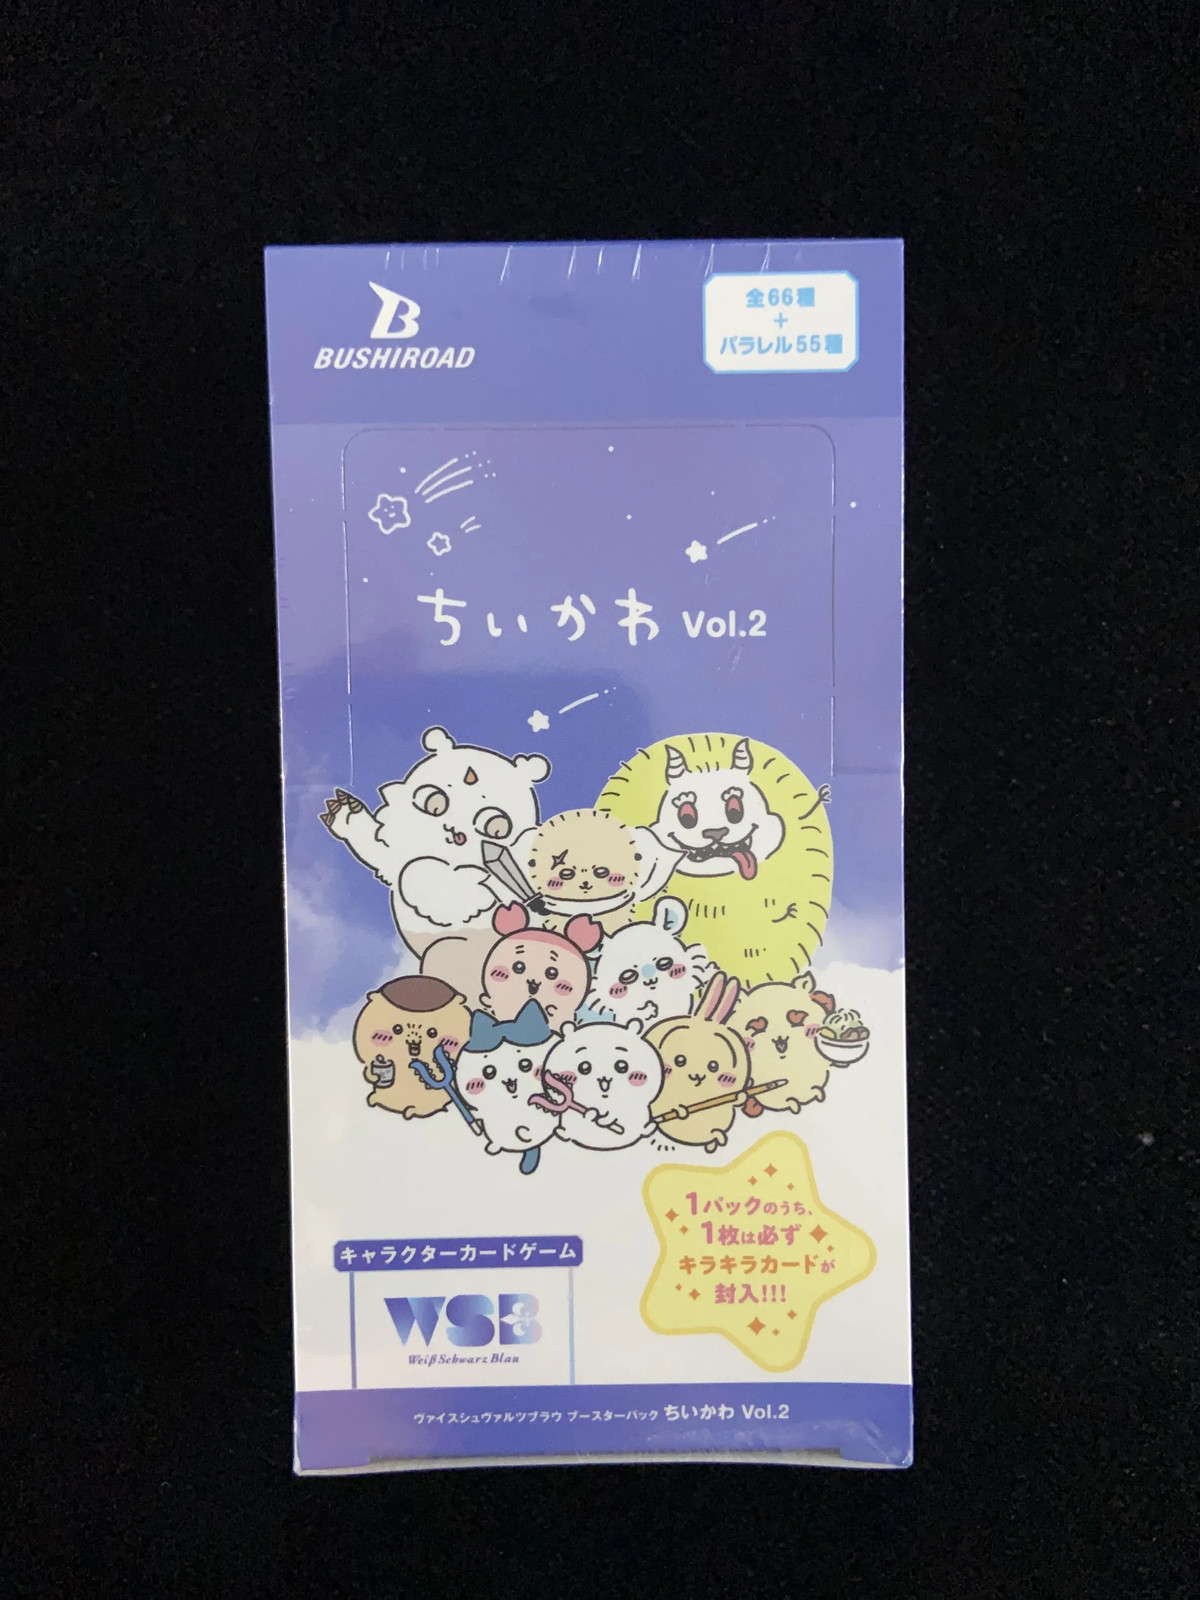 B
BUSHIROAD
全66種
+
パラレル55種
ちいかわ Vol.2
1パックのうち、
1枚は必ず
キラキラカードが
封入!!!
キャラクターカードゲーム
WSB
Weiβ Schwarz Blau
ヴァイスシュヴァルツブラウ ブースターパック ちいかわ Vol.2